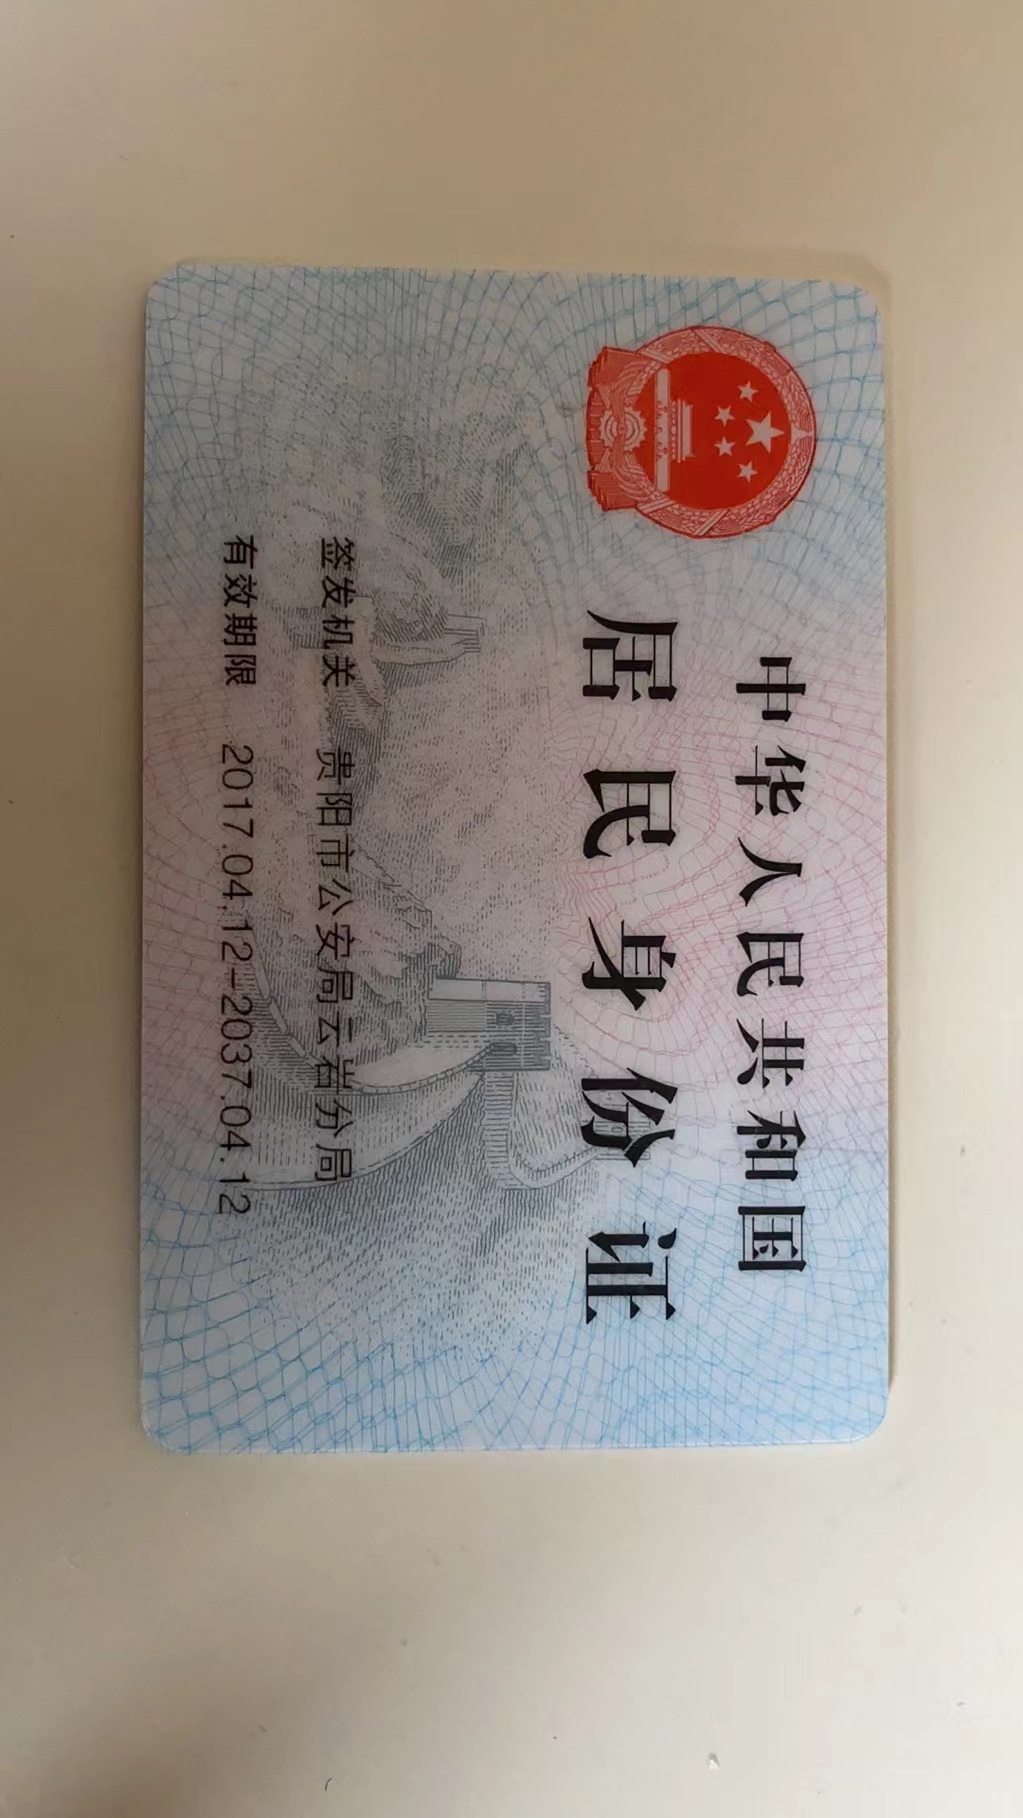 中华人民共和国
居民身份证
签发机关 贵阳市公安局云岩分局
有效期限 2017.04.12-2037.04.12